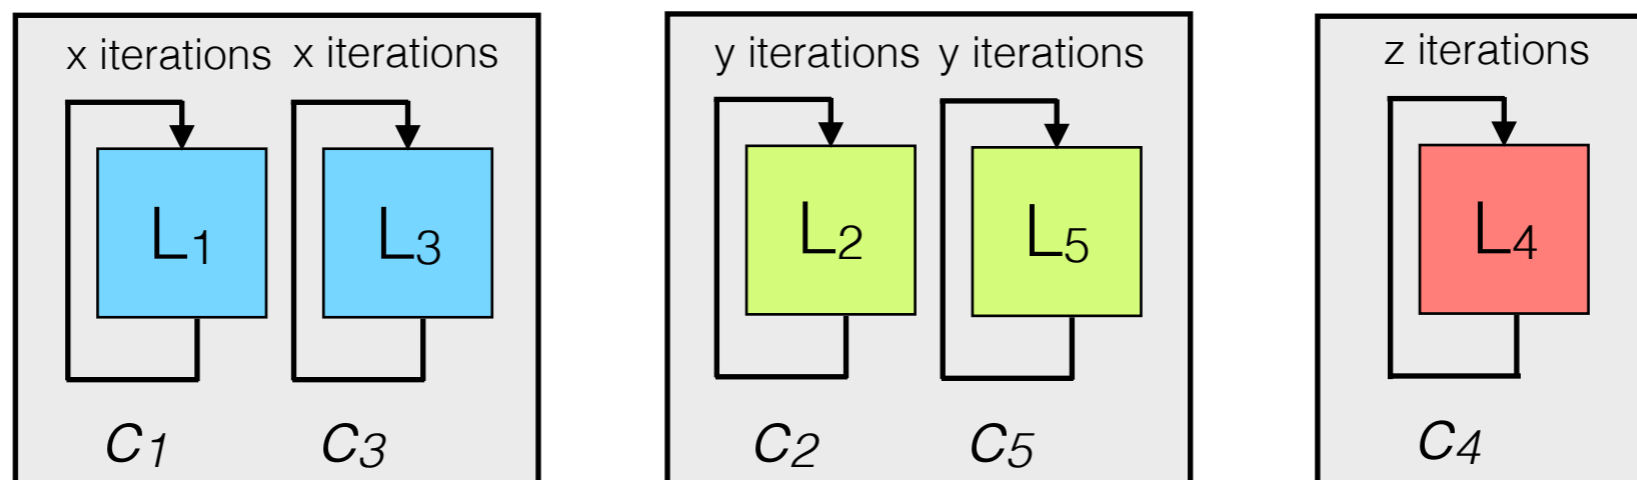 x iterations x iterations y iterations y iterations z iterations
L1 L3 L2 L5 L4
C1 C3 C2 C5 C4